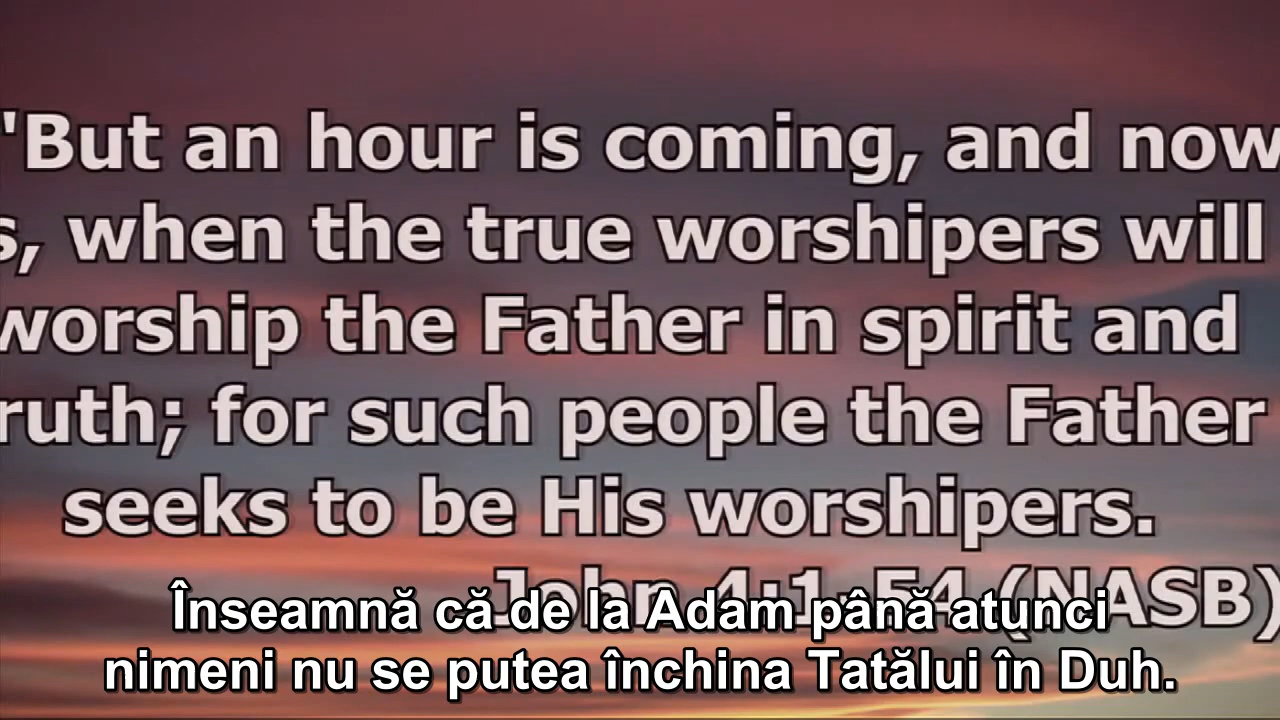 "But an hour is coming, and now
s, when the true worshipers will
worship the Father in spirit and
ruth; for such people the Father
seeks to be His worshipers.
John 4:1-54 (NASB)
Înseamnă că de la Adam până atunci
nimeni nu se putea închina Tatălui în Duh.